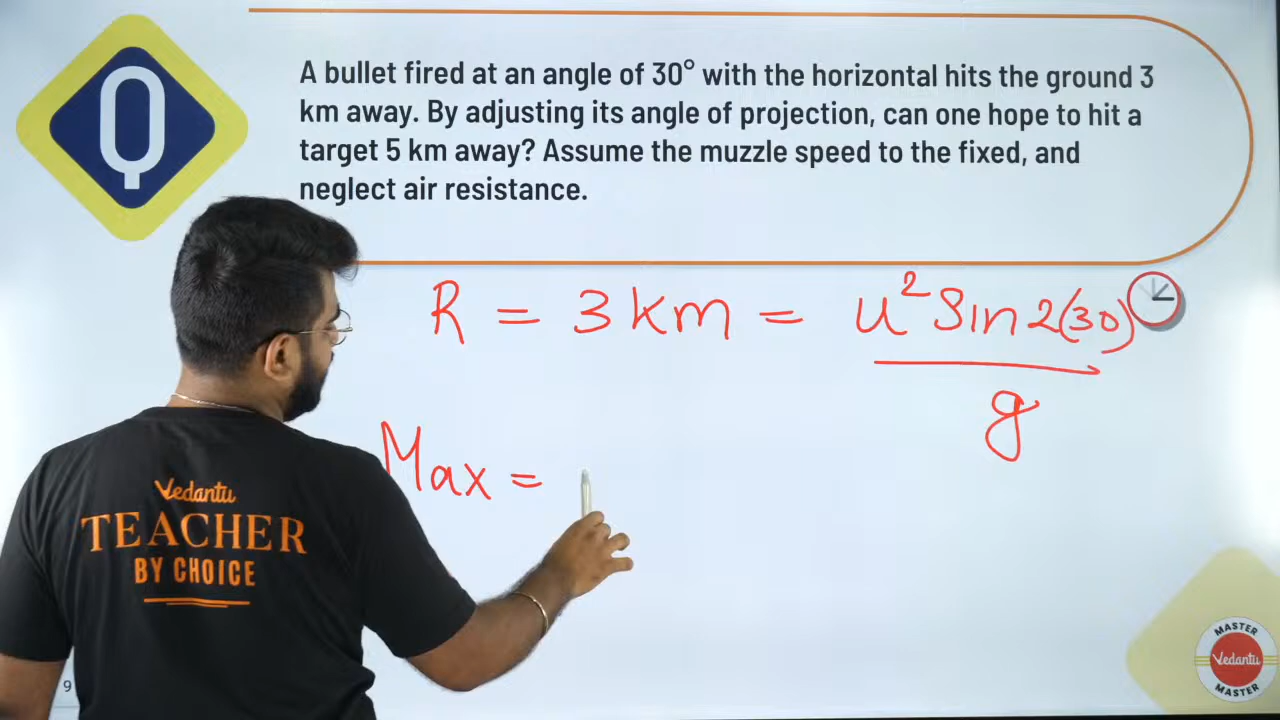 Q
A bullet fired at an angle of 30° with the horizontal hits the ground 3
km away. By adjusting its angle of projection, can one hope to hit a
target 5 km away? Assume the muzzle speed to the fixed, and
neglect air resistance.
R = 3 km = u² Sin 2(30)
g
Max =
Vedantu
TEACHER
BY CHOICE
9
MASTER
Vedantu
MASTER